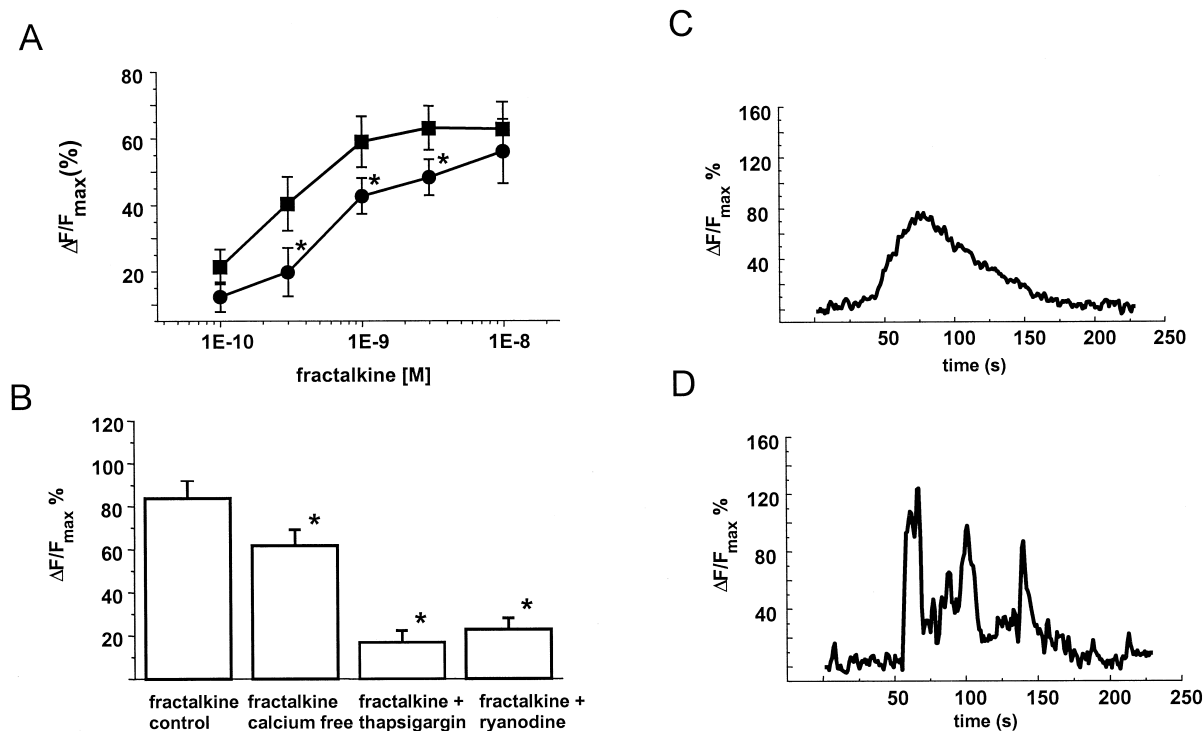 A
80
60
40
20
ΔF/Fmax(%)
1E-10 1E-9 1E-8
fractalkine [M]
*
*
*
B
120
100
80
60
40
20
ΔF/Fmax %
*
*
*
fractalkine control
fractalkine calcium free
fractalkine + thapsigargin
fractalkine + ryanodine
C
160
120
80
40
ΔF/Fmax %
50 100 150 200 250
time (s)
D
160
120
80
40
ΔF/Fmax %
50 100 150 200 250
time (s)